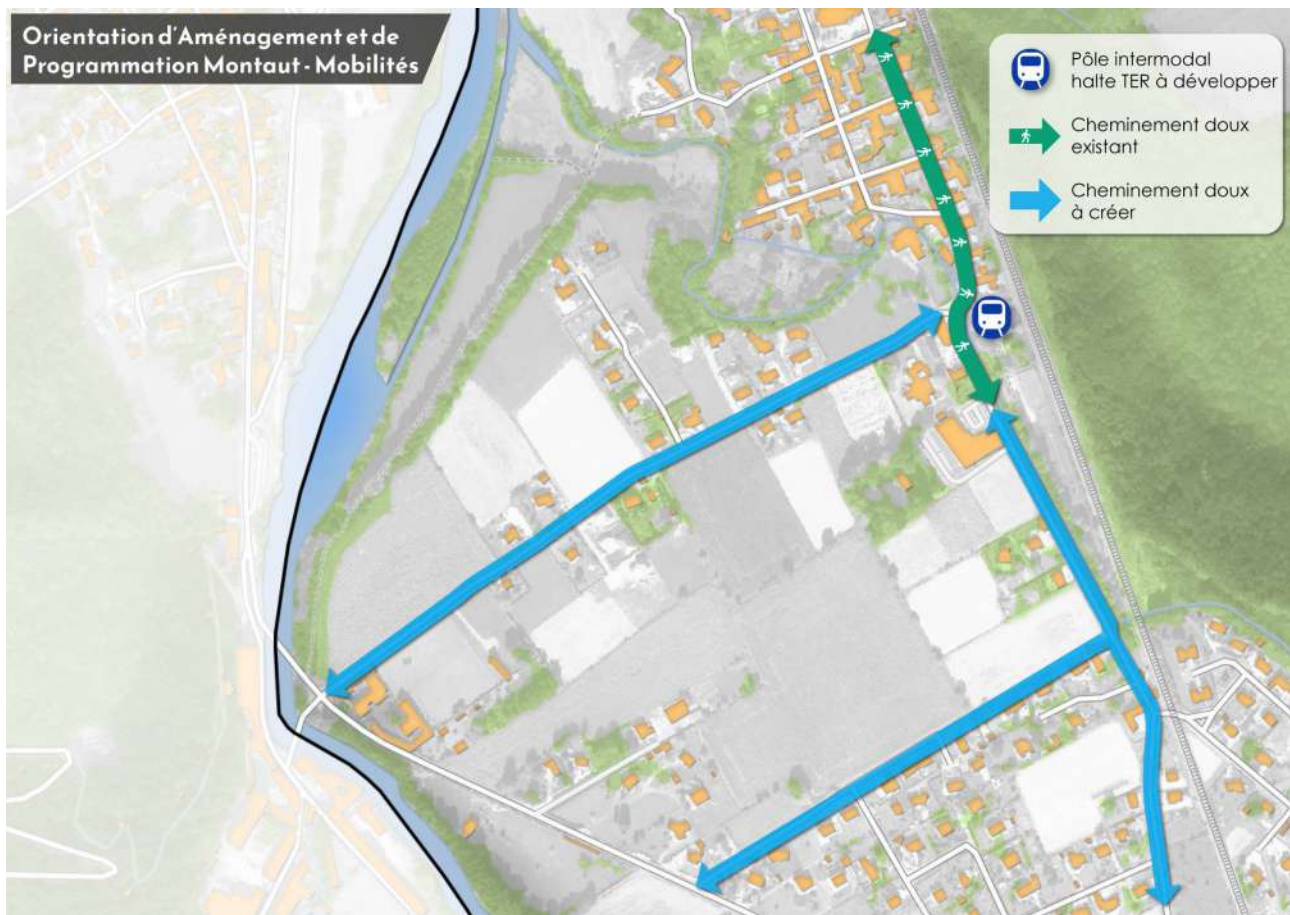 Orientation d'Aménagement et de
Programmation Montaut - Mobilités
Pôle intermodal
halte TER à développer
Cheminement doux
existant
Cheminement doux
à créer